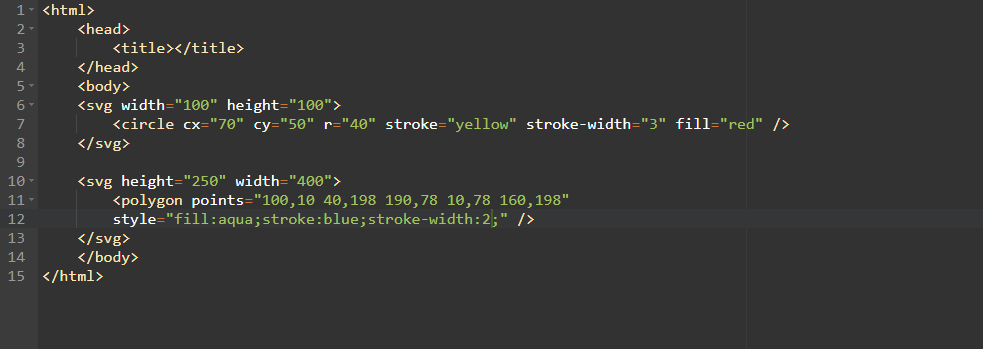 1 <html>
2 <head>
3 <title></title>
4 </head>
5 <body>
6 <svg width="100" height="100">
7 <circle cx="70" cy="50" r="40" stroke="yellow" stroke-width="3" fill="red" />
8 </svg>
9
10 <svg height="250" width="400">
11 <polygon points="100,10 40,198 190,78 10,78 160,198"
12 style="fill:aqua;stroke:blue;stroke-width:2;" />
13 </svg>
14 </body>
15 </html>